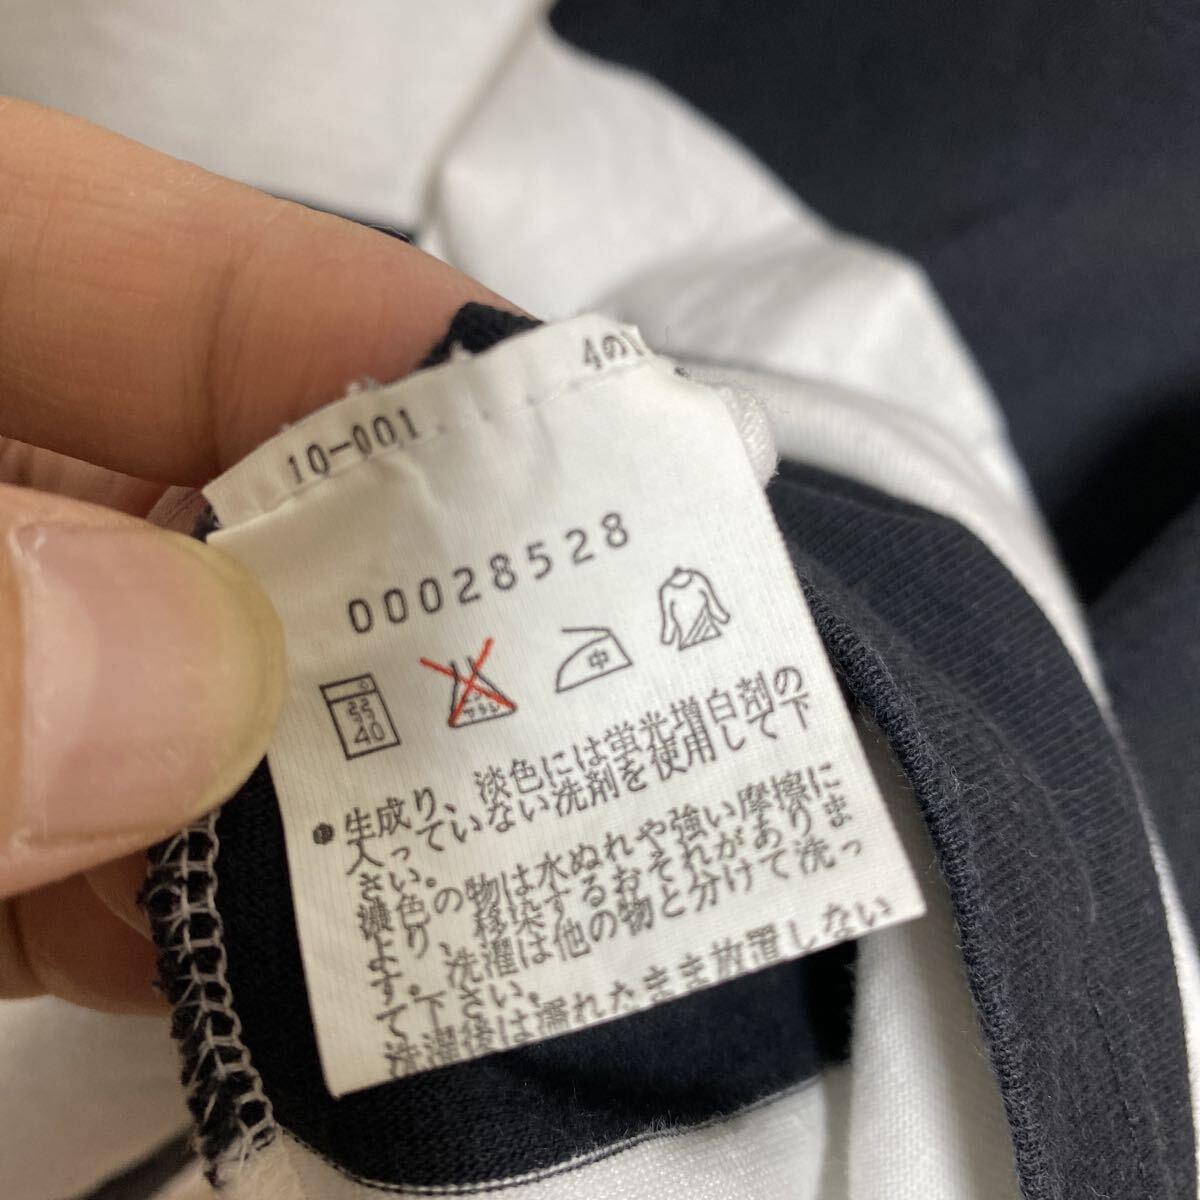 10-001 4の1
00028528
40
中
●生成り、淡色には蛍光増白剤の
入っていない洗剤を使用して下
さい。
濃色の物は水ぬれや強い摩擦に
より、移染するおそれがありま
す。洗濯は他の物と分けて洗っ
て下さい。
洗濯後は濡れたまま放置しない